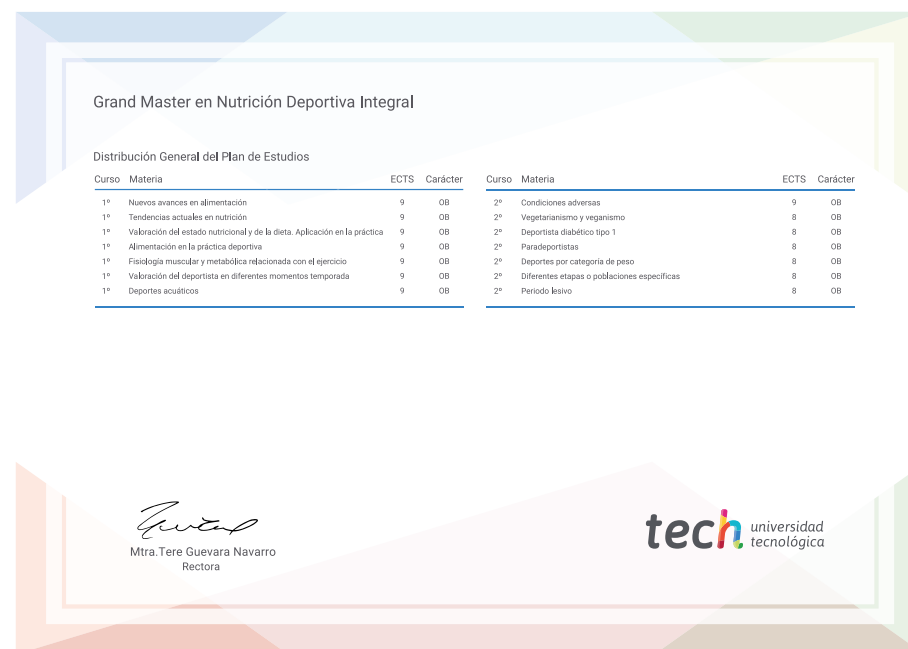 Grand Master en Nutrición Deportiva Integral
Distribución General del Plan de Estudios
Curso Materia ECTS Carácter
1º Nuevos avances en alimentación 9 OB
1º Tendencias actuales en nutrición 9 OB
1º Valoración del estado nutricional y de la dieta. Aplicación en la práctica 9 OB
1º Alimentación en la práctica deportiva 9 OB
1º Fisiología muscular y metabólica relacionada con el ejercicio 9 OB
1º Valoración del deportista en diferentes momentos temporada 9 OB
1º Deportes acuáticos 9 OB
Curso Materia ECTS Carácter
2º Condiciones adversas 9 OB
2º Vegetarianismo y veganismo 8 OB
2º Deportista diabético tipo 1 8 OB
2º Paradeportistas 8 OB
2º Deportes por categoría de peso 8 OB
2º Diferentes etapas o poblaciones específicas 8 OB
2º Periodo lesivo 8 OB
Mtra.Tere Guevara Navarro
Rectora
tech universidad
tecnológica